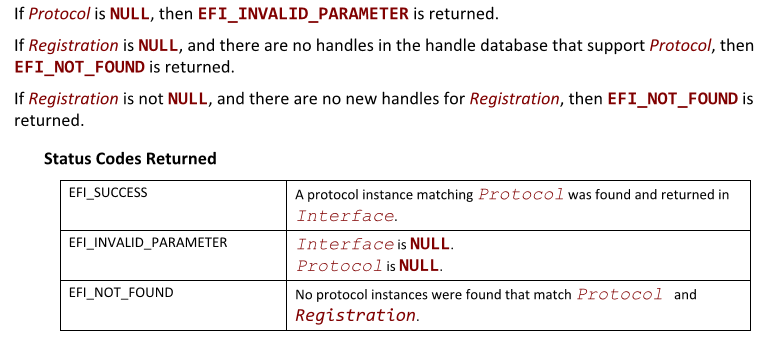 If Protocol is NULL, then EFI_INVALID_PARAMETER is returned.
If Registration is NULL, and there are no handles in the handle database that support Protocol, then
EFI_NOT_FOUND is returned.
If Registration is not NULL, and there are no new handles for Registration, then EFI_NOT_FOUND is
returned.
Status Codes Returned
EFI_SUCCESS A protocol instance matching Protocol was found and returned in
Interface.
EFI_INVALID_PARAMETER Interface is NULL.
Protocol is NULL.
EFI_NOT_FOUND No protocol instances were found that match Protocol and
Registration.